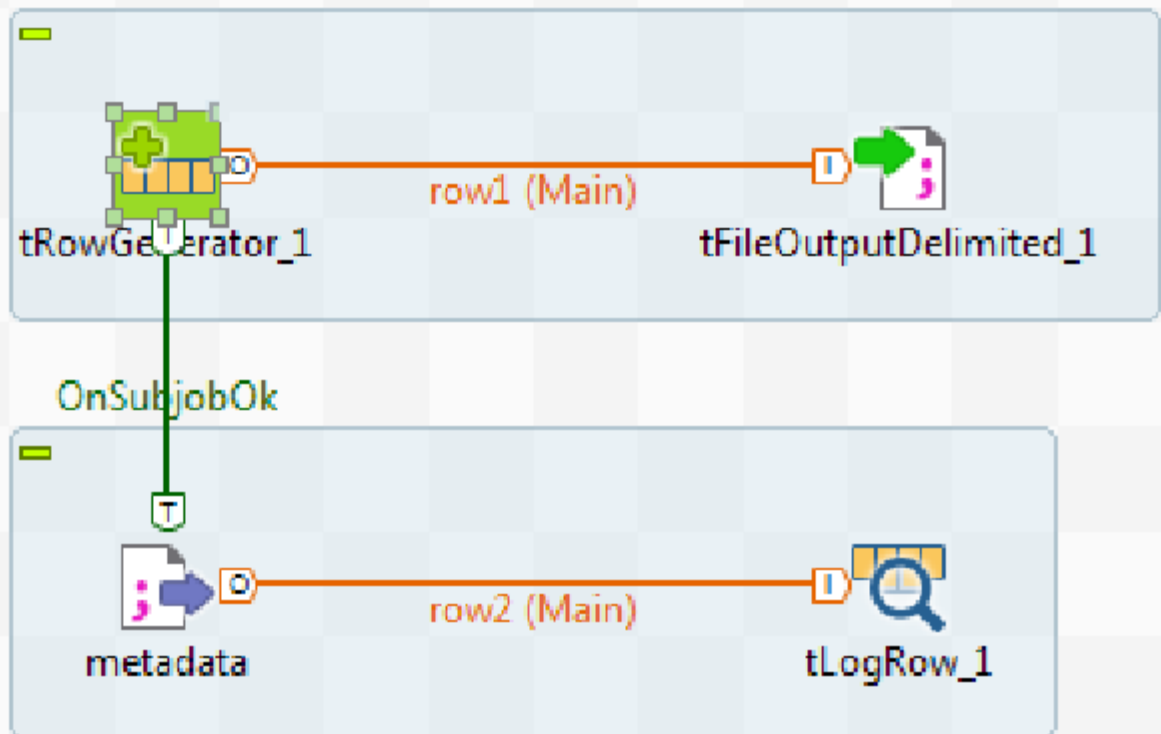 O
row1 (Main)
I
tRowGenerator_1
T
tFileOutputDelimited_1
OnSubjobOk
T
O
row2 (Main)
I
metadata
tLogRow_1